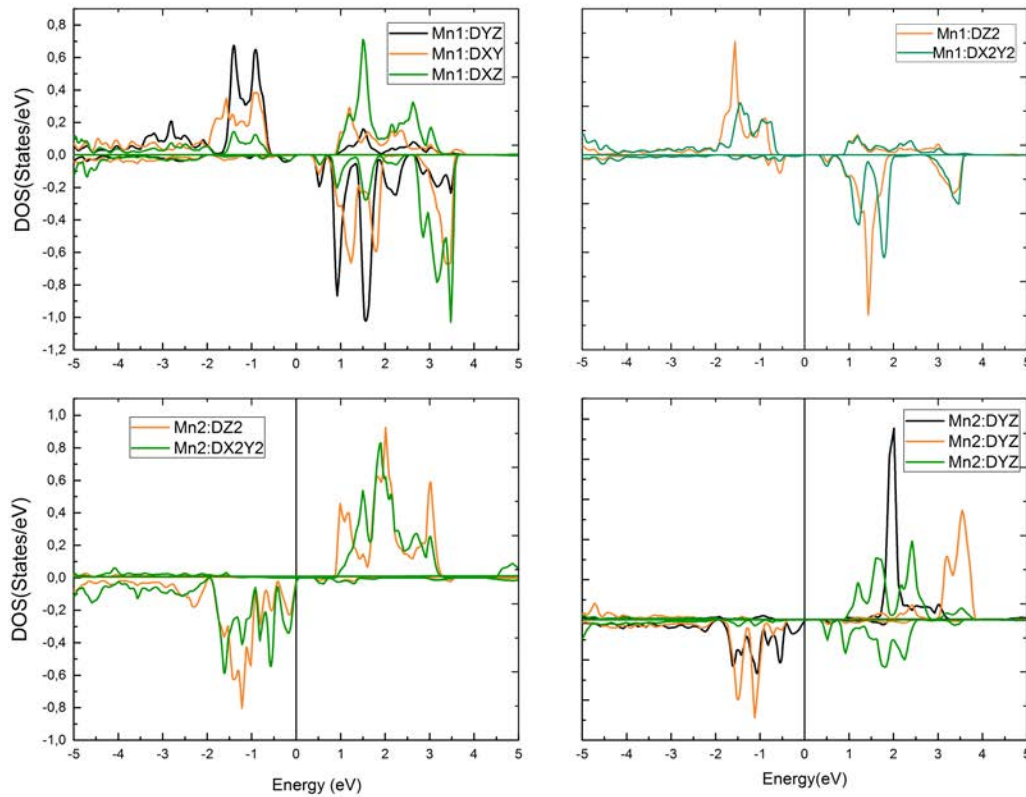 0,8
0,6
0,4
0,2
0,0
-0,2
-0,4
-0,6
-0,8
-1,0
-1,2
DOS(States/eV)
Mn1:DYZ
Mn1:DXY
Mn1:DXZ
-5 -4 -3 -2 -1 0 1 2 3 4 5
Mn1:DZ2
Mn1:DX2Y2
-5 -4 -3 -2 -1 0 1 2 3 4 5
1,0
0,8
0,6
0,4
0,2
0,0
-0,2
-0,4
-0,6
-0,8
-1,0
DOS(States/eV)
Mn2:DZ2
Mn2:DX2Y2
-5 -4 -3 -2 -1 0 1 2 3 4 5
Energy (eV)
Mn2:DYZ
Mn2:DYZ
Mn2:DYZ
-5 -4 -3 -2 -1 0 1 2 3 4 5
Energy(eV)